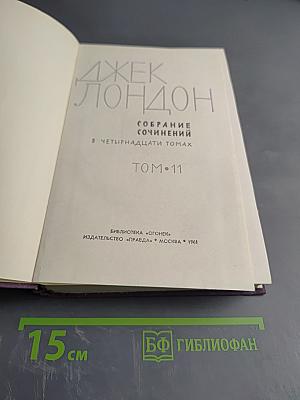 ДЖЕК
ЛОНДОН
СОБРАНИЕ
СОЧИНЕНИЙ
В ЧЕТЫРНАДЦАТИ ТОМАХ
ТОМ • 11
БИБЛИОТЕКА «ОГОНЕК»
ИЗДАТЕЛЬСТВО «ПРАВДА» • МОСКВА • 1961
15 см
БФ ГИБЛИОФАН